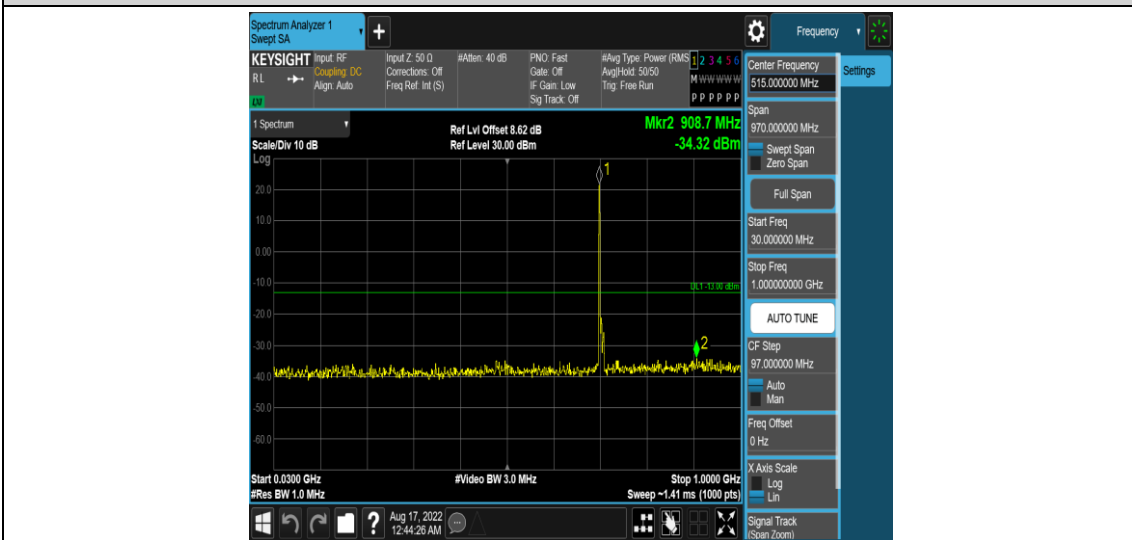 Spectrum Analyzer 1
Swept SA
+
Frequency
KEYSIGHT
RL
LXI
Input: RF
Coupling: DC
Align: Auto
Input Z: 50 Ω
Corrections: Off
Freq Ref: Int (S)
#Atten: 40 dB
PNO: Fast
Gate: Off
IF Gain: Low
Sig Track: Off
#Avg Type: Power (RMS
Avg|Hold: 50/50
Trig: Free Run
1 2 3 4 5 6
M W W W W W
P P P P P P
Center Frequency
515.000000 MHz
Settings
1 Spectrum
Scale/Div 10 dB
Ref Lvl Offset 8.62 dB
Ref Level 30.00 dBm
Mkr2 908.7 MHz
-34.32 dBm
Span
970.000000 MHz
Swept Span
Zero Span
Full Span
Start Freq
30.000000 MHz
Stop Freq
1.000000000 GHz
AUTO TUNE
CF Step
97.000000 MHz
Auto
Man
Freq Offset
0 Hz
X Axis Scale
Log
Lin
Signal Track
(Span Zoom)
Log
1
20.0
10.0
0.00
-10.0
DL1 -13.00 dBm
-20.0
-30.0
2
-40.0
-50.0
-60.0
Start 0.0300 GHz
#Res BW 1.0 MHz
#Video BW 3.0 MHz
Stop 1.0000 GHz
Sweep ~1.41 ms (1000 pts)
?
Aug 17, 2022
12:44:26 AM